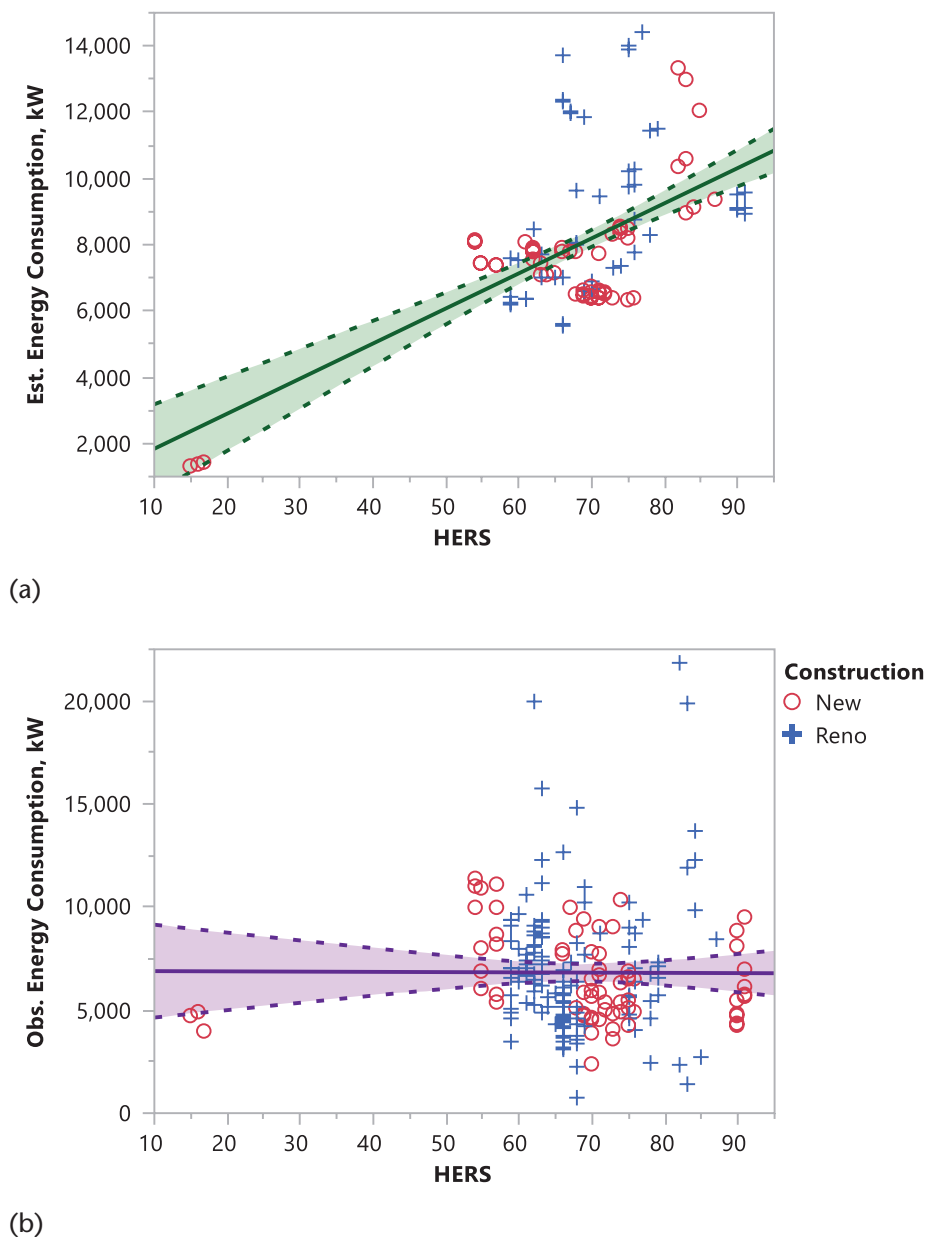 14,000
12,000
10,000
8,000
6,000
4,000
2,000
Est. Energy Consumption, kW
10 20 30 40 50 60 70 80 90
HERS
(a)
20,000
15,000
10,000
5,000
0
Obs. Energy Consumption, kW
10 20 30 40 50 60 70 80 90
HERS
Construction
New
Reno
(b)